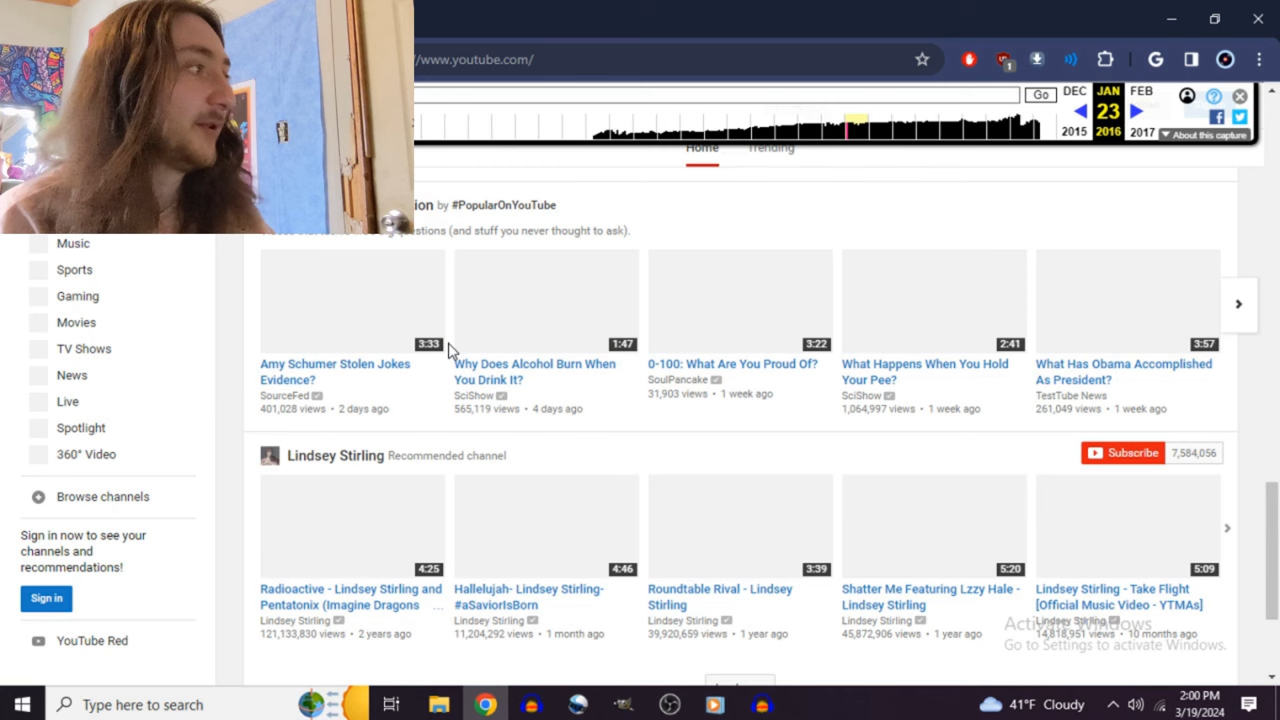 //www.youtube.com/
1
Go
DEC JAN FEB
23
2015 2016 2017
About this capture
Home Trending
ion by #PopularOnYouTube
stions (and stuff you never thought to ask).
Music
Sports
Gaming
Movies
TV Shows
News
Live
Spotlight
360° Video
Browse channels
Sign in now to see your
channels and
recommendations!
Sign in
YouTube Red
3:33
Amy Schumer Stolen Jokes
Evidence?
SourceFed
401,028 views • 2 days ago
1:47
Why Does Alcohol Burn When
You Drink It?
SciShow
565,119 views • 4 days ago
3:22
0-100: What Are You Proud Of?
SoulPancake
31,903 views • 1 week ago
2:41
What Happens When You Hold
Your Pee?
SciShow
1,064,997 views • 1 week ago
3:57
What Has Obama Accomplished
As President?
TestTube News
261,049 views • 1 week ago
Lindsey Stirling Recommended channel
Subscribe 7,584,056
4:25
Radioactive - Lindsey Stirling and
Pentatonix (Imagine Dragons ...
Lindsey Stirling
121,133,830 views • 2 years ago
4:46
Hallelujah- Lindsey Stirling-
#aSaviorIsBorn
Lindsey Stirling
11,204,292 views • 1 month ago
3:39
Roundtable Rival - Lindsey
Stirling
Lindsey Stirling
39,920,659 views • 1 year ago
5:20
Shatter Me Featuring Lzzy Hale -
Lindsey Stirling
Lindsey Stirling
45,872,906 views • 1 year ago
5:09
Lindsey Stirling - Take Flight
[Official Music Video - YTMAs]
Lindsey Stirling
14,818,951 views • 10 months ago
Activate Windows
Go to Settings to activate Windows.
Type here to search
41°F Cloudy
2:00 PM
3/19/2024